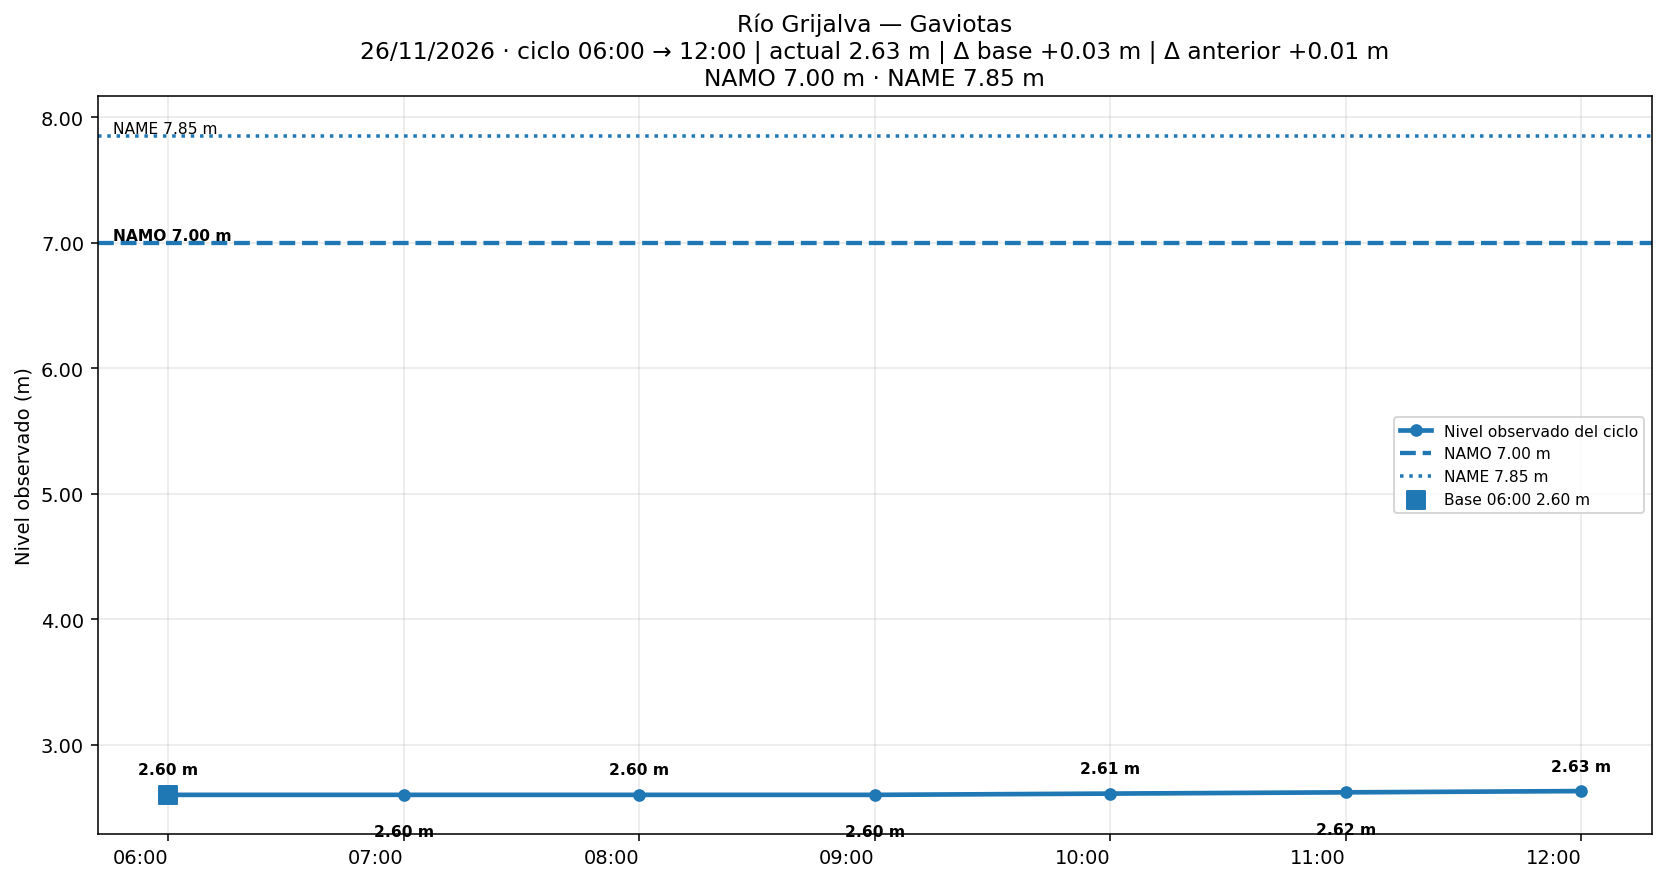 Río Grijalva — Gaviotas
26/11/2026 · ciclo 06:00 → 12:00 | actual 2.63 m | Δ base +0.03 m | Δ anterior +0.01 m
NAMO 7.00 m · NAME 7.85 m
Nivel observado (m)
8.00
7.00
6.00
5.00
4.00
3.00
NAME 7.85 m
NAMO 7.00 m
Nivel observado del ciclo
NAMO 7.00 m
NAME 7.85 m
Base 06:00 2.60 m
2.60 m
2.60 m
2.60 m
2.60 m
2.61 m
2.62 m
2.63 m
06:00
07:00
08:00
09:00
10:00
11:00
12:00